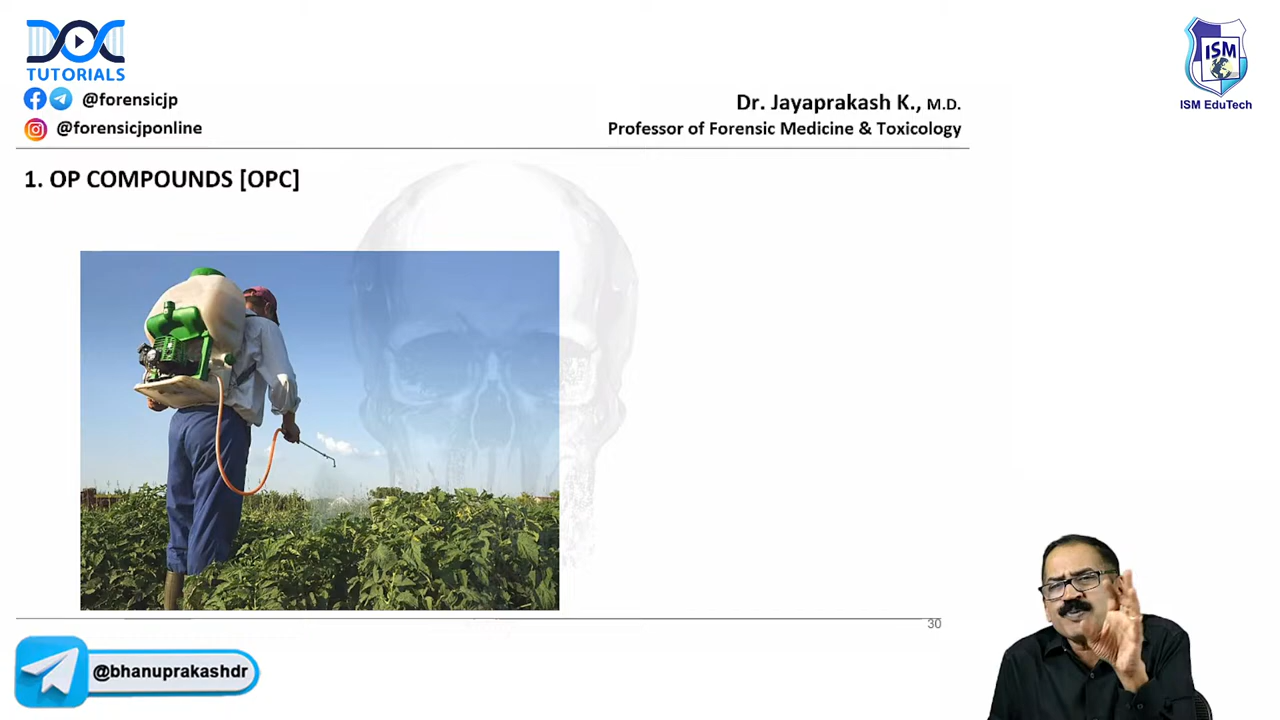 TUTORIALS
@forensicjp
@forensicjponline
Dr. Jayaprakash K., M.D.
Professor of Forensic Medicine & Toxicology
ISM
ISM EduTech
1. OP COMPOUNDS [OPC]
30
@bhanuprakashdr